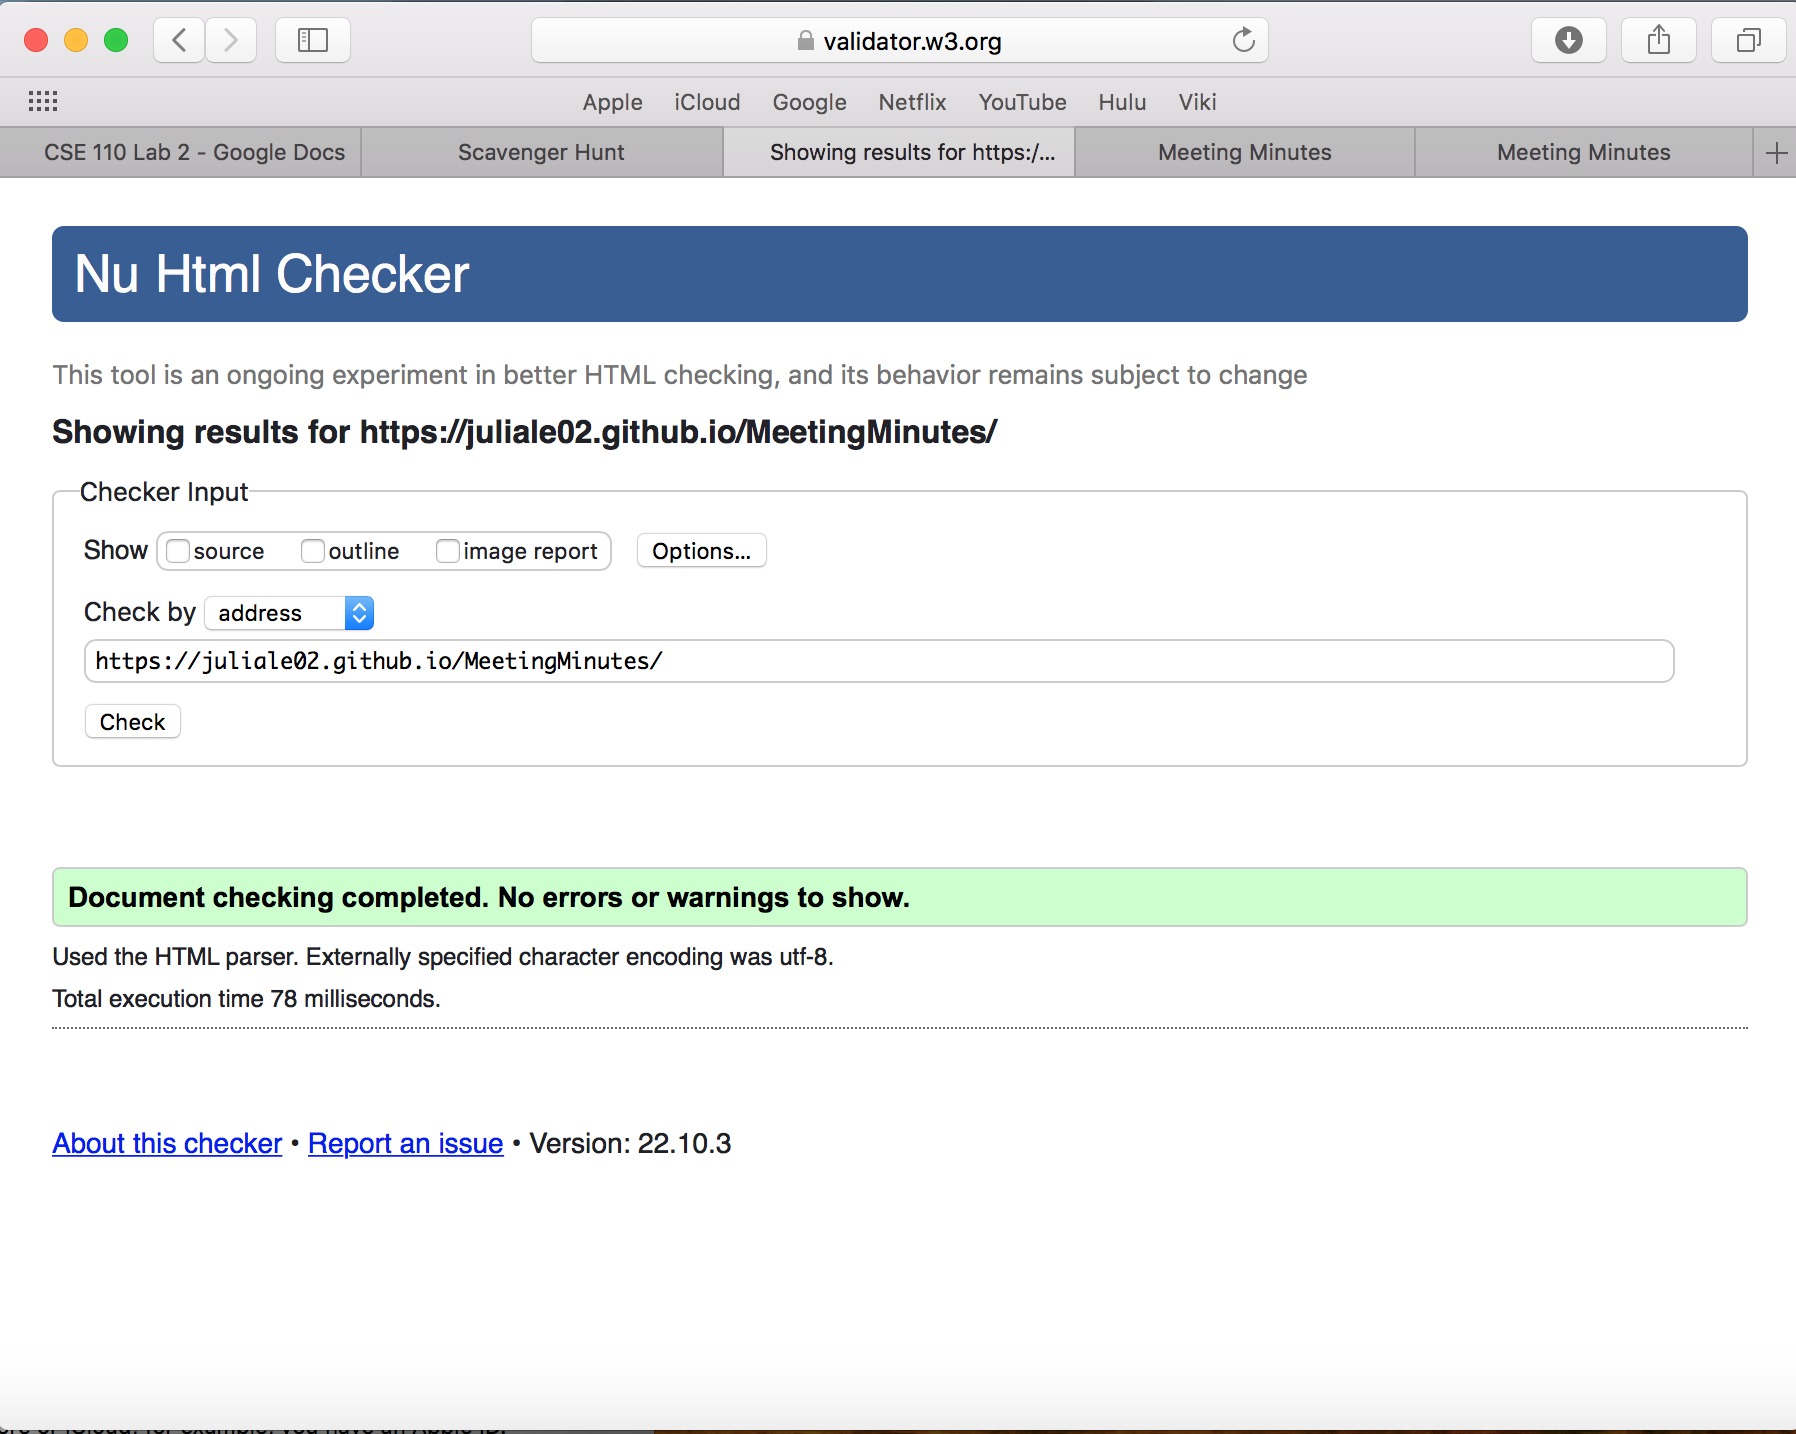 validator.w3.org
Apple iCloud Google Netflix YouTube Hulu Viki
CSE 110 Lab 2 - Google Docs Scavenger Hunt Showing results for https:/... Meeting Minutes Meeting Minutes
Nu Html Checker
This tool is an ongoing experiment in better HTML checking, and its behavior remains subject to change
Showing results for https://juliale02.github.io/MeetingMinutes/
Checker Input
Show source outline image report Options...
Check by address
https://juliale02.github.io/MeetingMinutes/
Check
Document checking completed. No errors or warnings to show.
Used the HTML parser. Externally specified character encoding was utf-8.
Total execution time 78 milliseconds.
About this checker • Report an issue • Version: 22.10.3